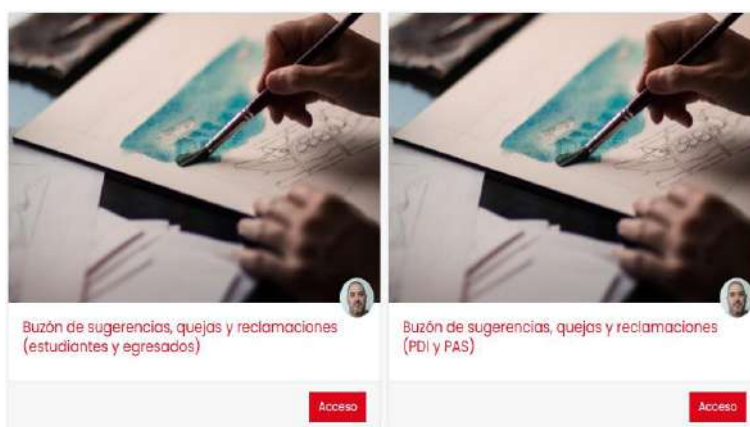 Buzón de sugerencias, quejas y reclamaciones
(estudiantes y egresados)
Acceso
Buzón de sugerencias, quejas y reclamaciones
(PDI y PAS)
Acceso